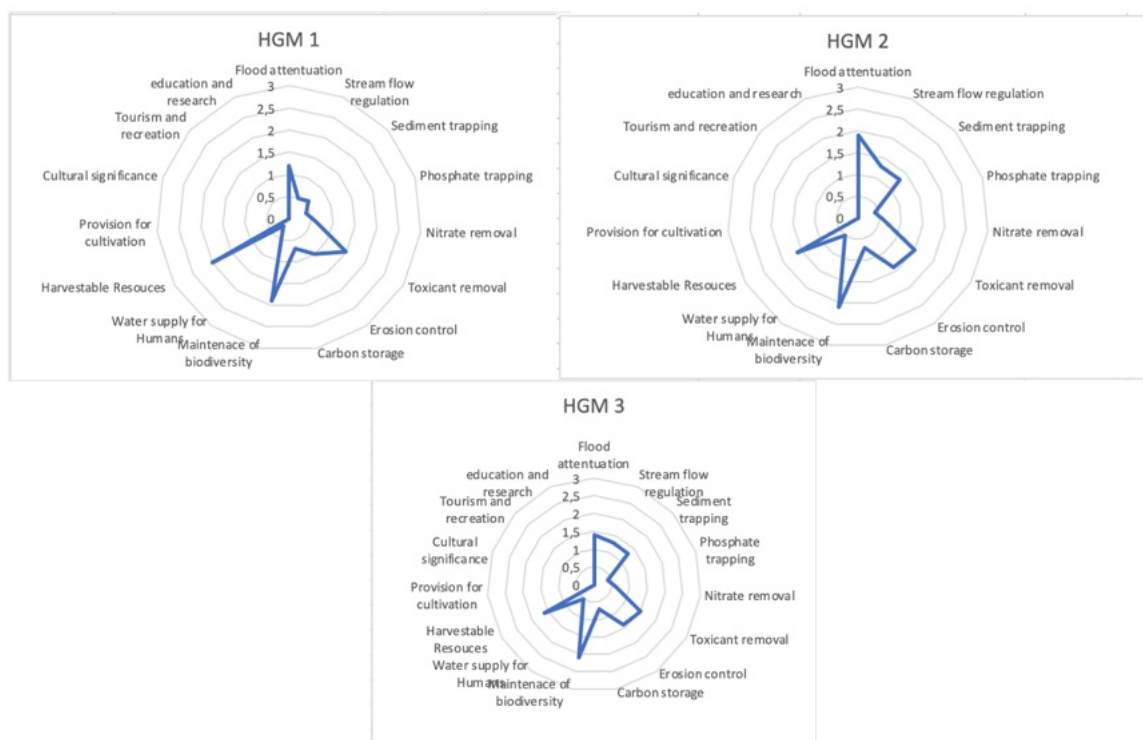 HGM 1
Flood attentuation
3
2,5
2
1,5
1
0,5
0
Stream flow
regulation
Sediment trapping
Phosphate trapping
Nitrate removal
Toxicant removal
Erosion control
Carbon storage
Maintenace of
biodiversity
Water supply for
Humans
Harvestable Resouces
Provision for
cultivation
Cultural significance
Tourism and
recreation
education and
research
HGM 2
Flood attentuation
3
2,5
2
1,5
1
0,5
0
Stream flow regulation
Sediment trapping
Phosphate trapping
Nitrate removal
Toxicant removal
Erosion control
Carbon storage
Maintenace of
biodiversity
Water supply for
Humans
Harvestable Resouces
Provision for cultivation
Cultural significance
Tourism and recreation
education and research
HGM 3
Flood
attentuation
3
2,5
2
1,5
1
0,5
0
Stream flow
regulation
Sediment
trapping
Phosphate
trapping
Nitrate removal
Toxicant removal
Erosion control
Carbon storage
Maintenace of
biodiversity
Water supply for
Humans
Harvestable
Resouces
Provision for
cultivation
Cultural
significance
Tourism and
recreation
education and
research